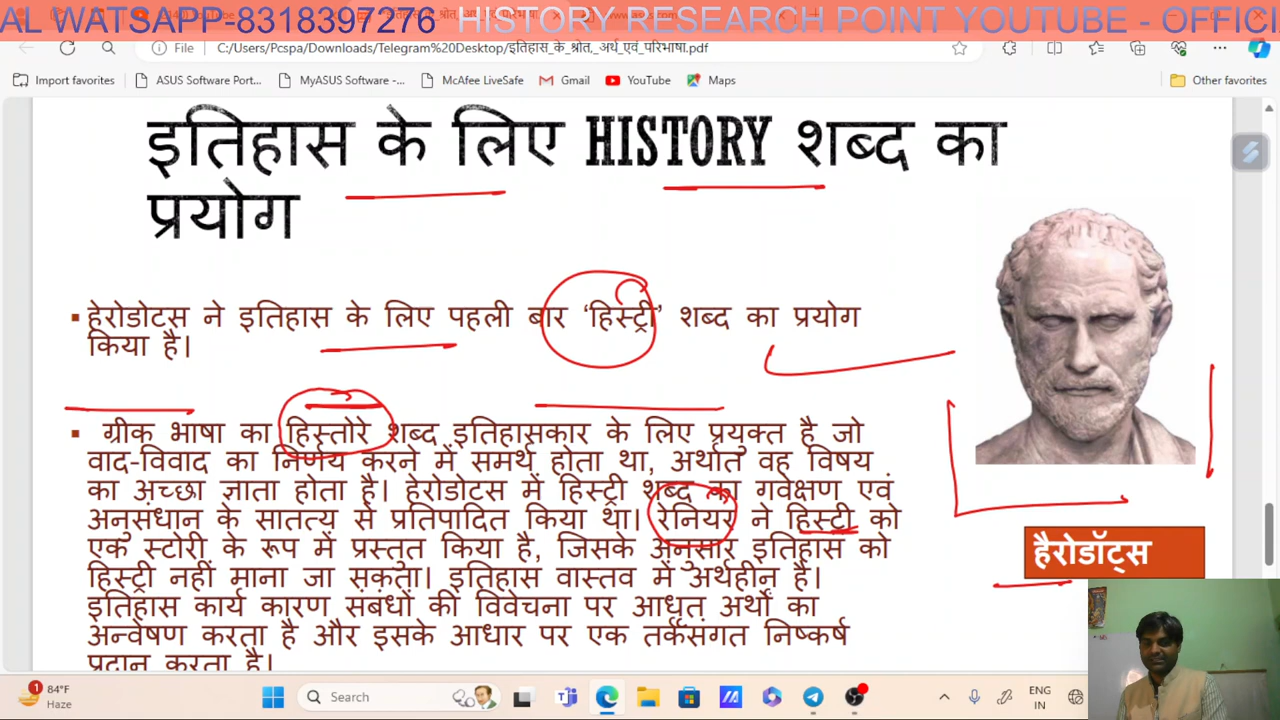 AL WATSAPP-8318397276 HISTORY RESEARCH POINT YOUTUBE - OFFICI
File C:/Users/Pcspa/Downloads/Telegram%20Desktop/इतिहास_के_श्रोत,_अर्थ_एवं_परिभाषा.pdf
Import favorites ASUS Software Port... MyASUS Software -... McAfee LiveSafe Gmail YouTube Maps Other favorites
इतिहास के लिए HISTORY शब्द का
प्रयोग
▪ हेरोडोटस ने इतिहास के लिए पहली बार ‘हिस्ट्री’ शब्द का प्रयोग
किया है।
▪ ग्रीक भाषा का हिस्तोरे शब्द इतिहासकार के लिए प्रयुक्त है जो
वाद-विवाद का निर्णय करने में समर्थ होता था, अर्थात वह विषय
का अच्छा ज्ञाता होता है। हेरोडोटस में हिस्ट्री शब्द का गवेक्षण एवं
अनुसंधान के सातत्य से प्रतिपादित किया था। रेनियर ने हिस्टी को
एक स्टोरी के रूप में प्रस्तुत किया है, जिसके अनुसार इतिहास को
हिस्ट्री नहीं माना जा सकता। इतिहास वास्तव में अर्थहीन है।
इतिहास कार्य कारण संबंधों की विवेचना पर आधृत अर्थों का
अन्वेषण करता है और इसके आधार पर एक तर्कसंगत निष्कर्ष
प्रदान करता है।
हैरोडॉट्स
1
84°F
Haze
Search
ENG
IN